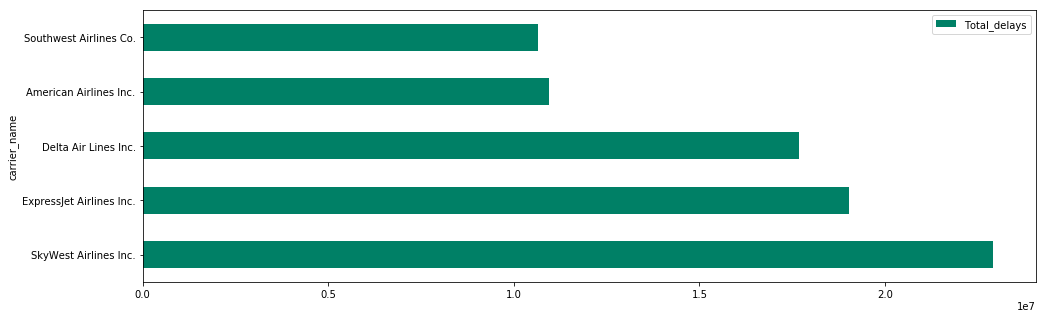 Total_delays
Southwest Airlines Co.
American Airlines Inc.
carrier_name
Delta Air Lines Inc.
ExpressJet Airlines Inc.
SkyWest Airlines Inc.
0.0 0.5 1.0 1.5 2.0
1e7